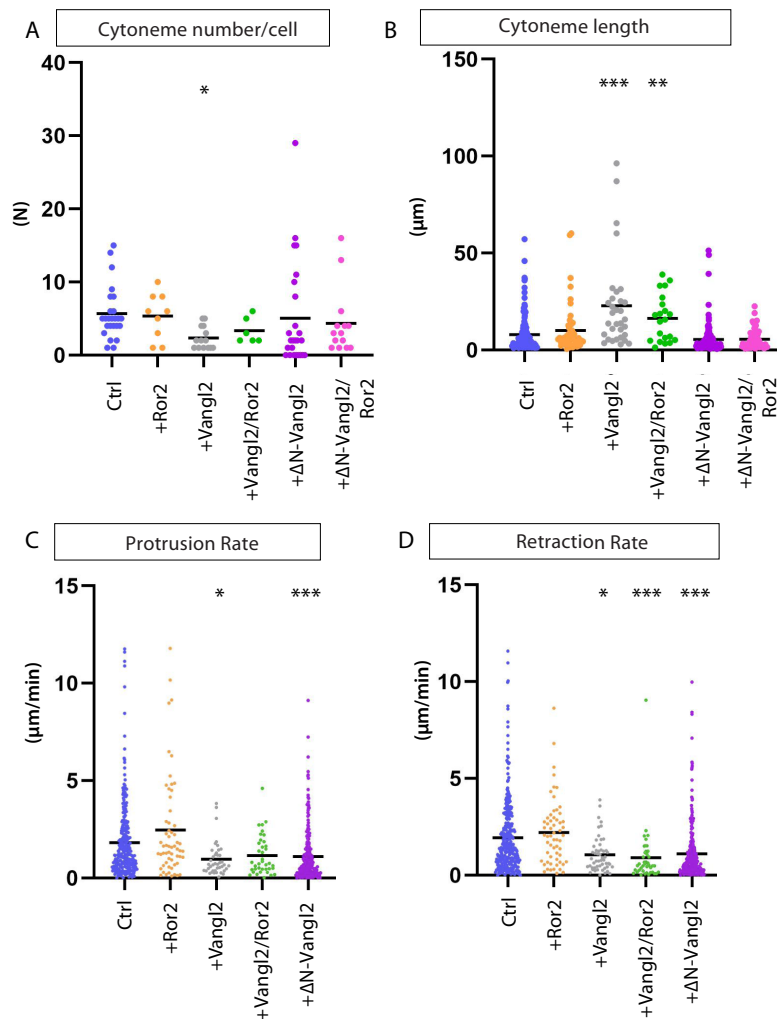 A
Cytoneme number/cell
40
30
20
10
0
(N)
*
Ctrl
+Ror2
+Vangl2
+Vangl2/Ror2
+ΔN-Vangl2
+ΔN-Vangl2/
Ror2
B
Cytoneme length
150
100
50
0
(µm)
***
**
Ctrl
+Ror2
+Vangl2
+Vangl2/Ror2
+ΔN-Vangl2
+ΔN-Vangl2/
Ror2
C
Protrusion Rate
15
10
5
0
(µm/min)
*
***
Ctrl
+Ror2
+Vangl2
+Vangl2/Ror2
+ΔN-Vangl2
D
Retraction Rate
15
10
5
0
(µm/min)
*
***
***
Ctrl
+Ror2
+Vangl2
+Vangl2/Ror2
+ΔN-Vangl2